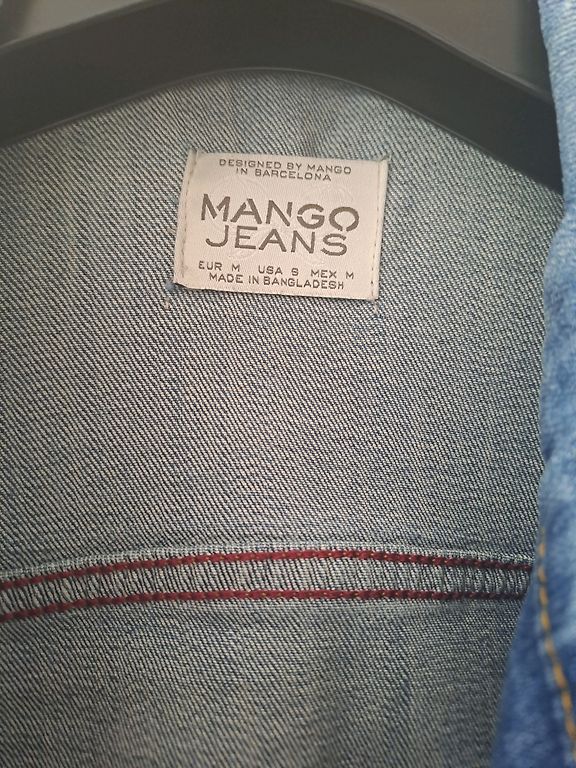 DESIGNED BY MANGO
IN BARCELONA
MANGO
JEANS
EUR M USA S MEX M
MADE IN BANGLADESH